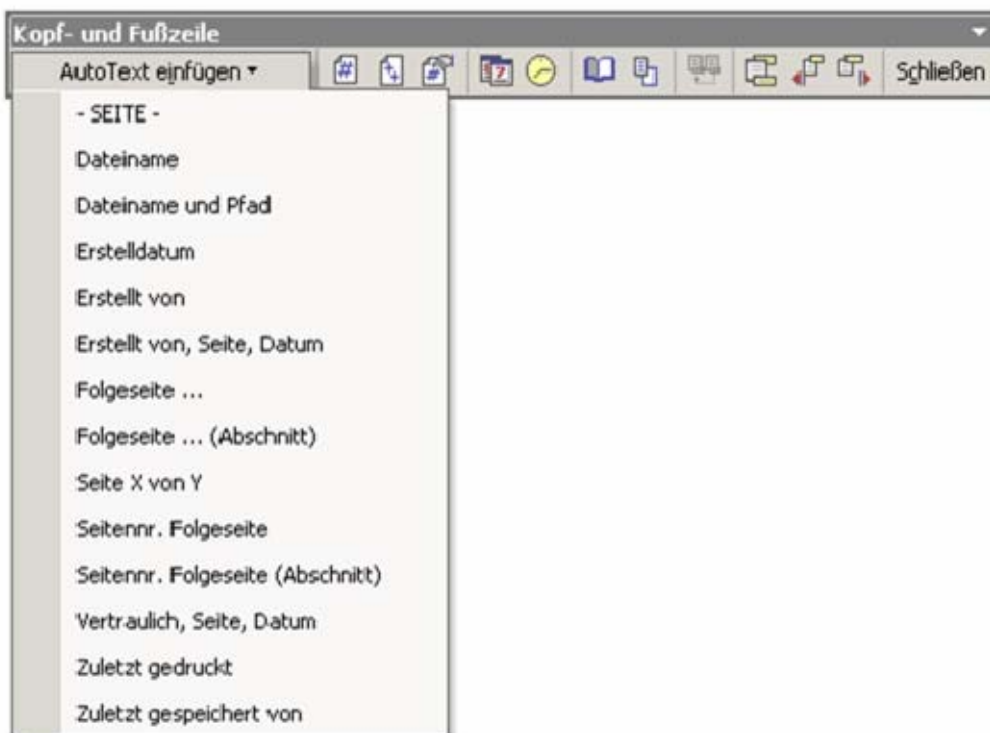 Kopf- und Fußzeile
AutoText einfügen
Schließen
- SEITE -
Dateiname
Dateiname und Pfad
Erstelldatum
Erstellt von
Erstellt von, Seite, Datum
Folgeseite ...
Folgeseite ... (Abschnitt)
Seite X von Y
Seitennr. Folgeseite
Seitennr. Folgeseite (Abschnitt)
Vertraulich, Seite, Datum
Zuletzt gedruckt
Zuletzt gespeichert von